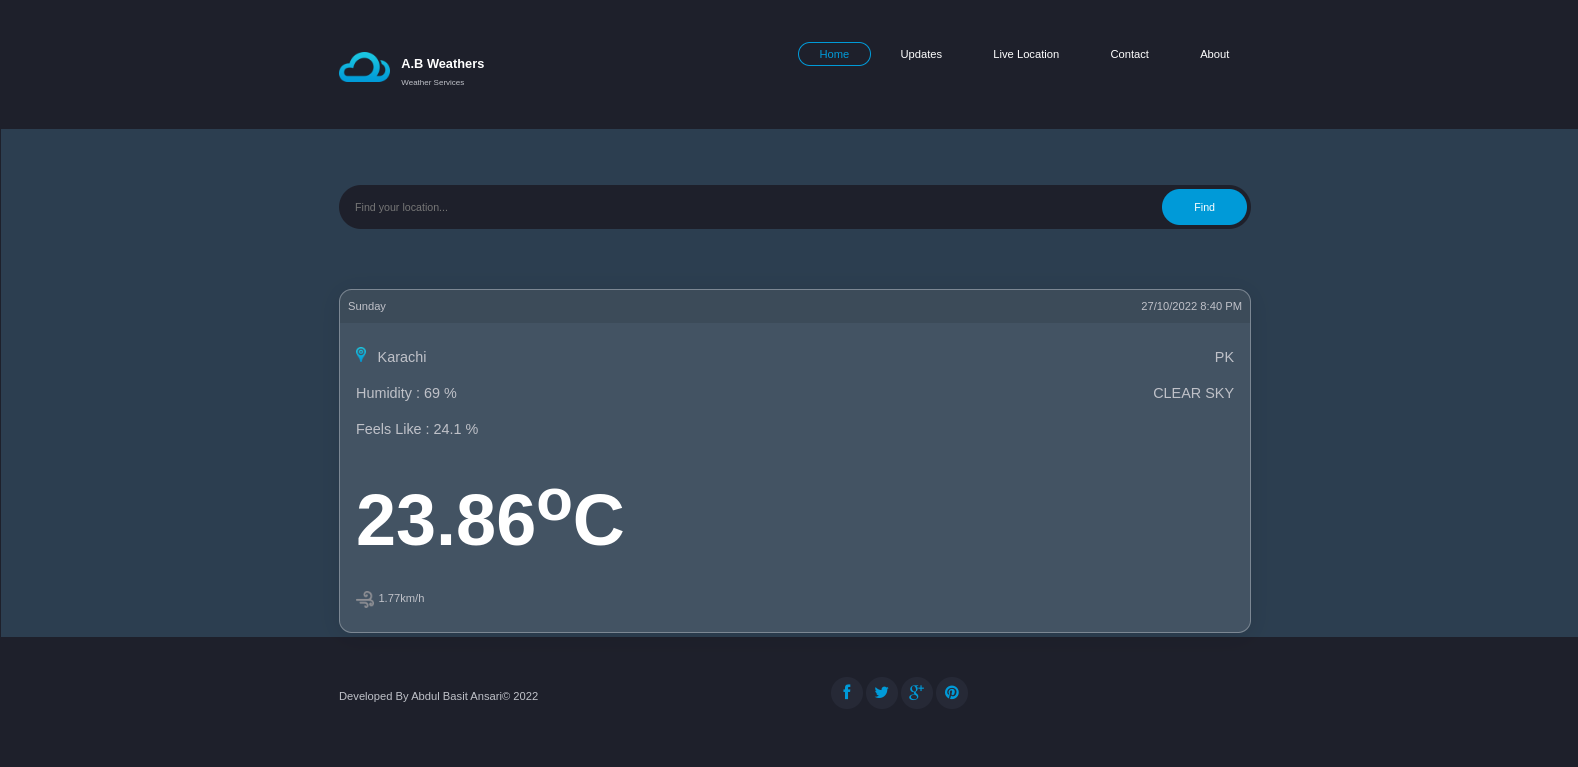 A.B Weathers
Weather Services
Home Updates Live Location Contact About
Find your location...
Find
Sunday 27/10/2022 8:40 PM
Karachi PK
Humidity : 69 % CLEAR SKY
Feels Like : 24.1 %
23.86ºC
1.77km/h
Developed By Abdul Basit Ansari© 2022